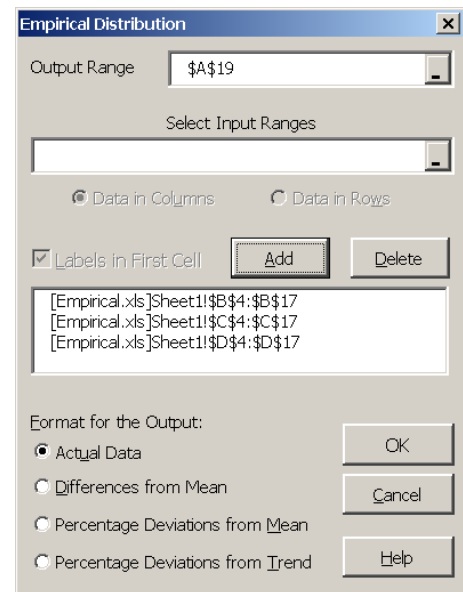 Empirical Distribution
Output Range $A$19
Select Input Ranges
Data in Columns Data in Rows
Labels in First Cell Add Delete
[Empirical.xls]Sheet1!$B$4:$B$17
[Empirical.xls]Sheet1!$C$4:$C$17
[Empirical.xls]Sheet1!$D$4:$D$17
Format for the Output:
Actual Data
OK
Differences from Mean
Cancel
Percentage Deviations from Mean
Percentage Deviations from Trend
Help